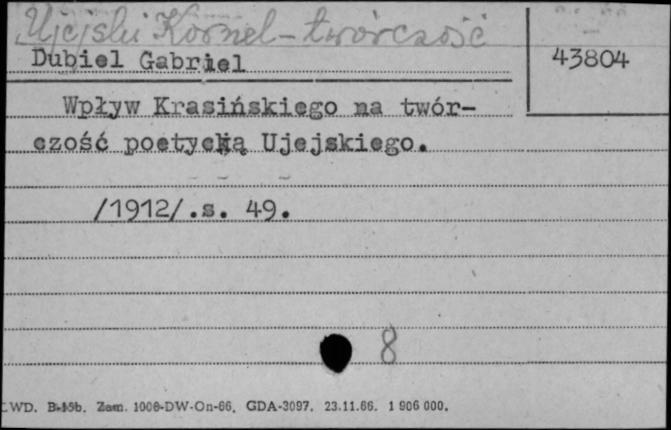 Ujejski Kornel - twórczość
Dubiel Gabriel
43804
Wpływ Krasińskiego na twór-
czość poetycką Ujejskiego.
/1912/.s. 49.
8
WD. B-15b. Zam. 1008-DW-On-66. GDA-3097. 23.11.66. 1 906 000.